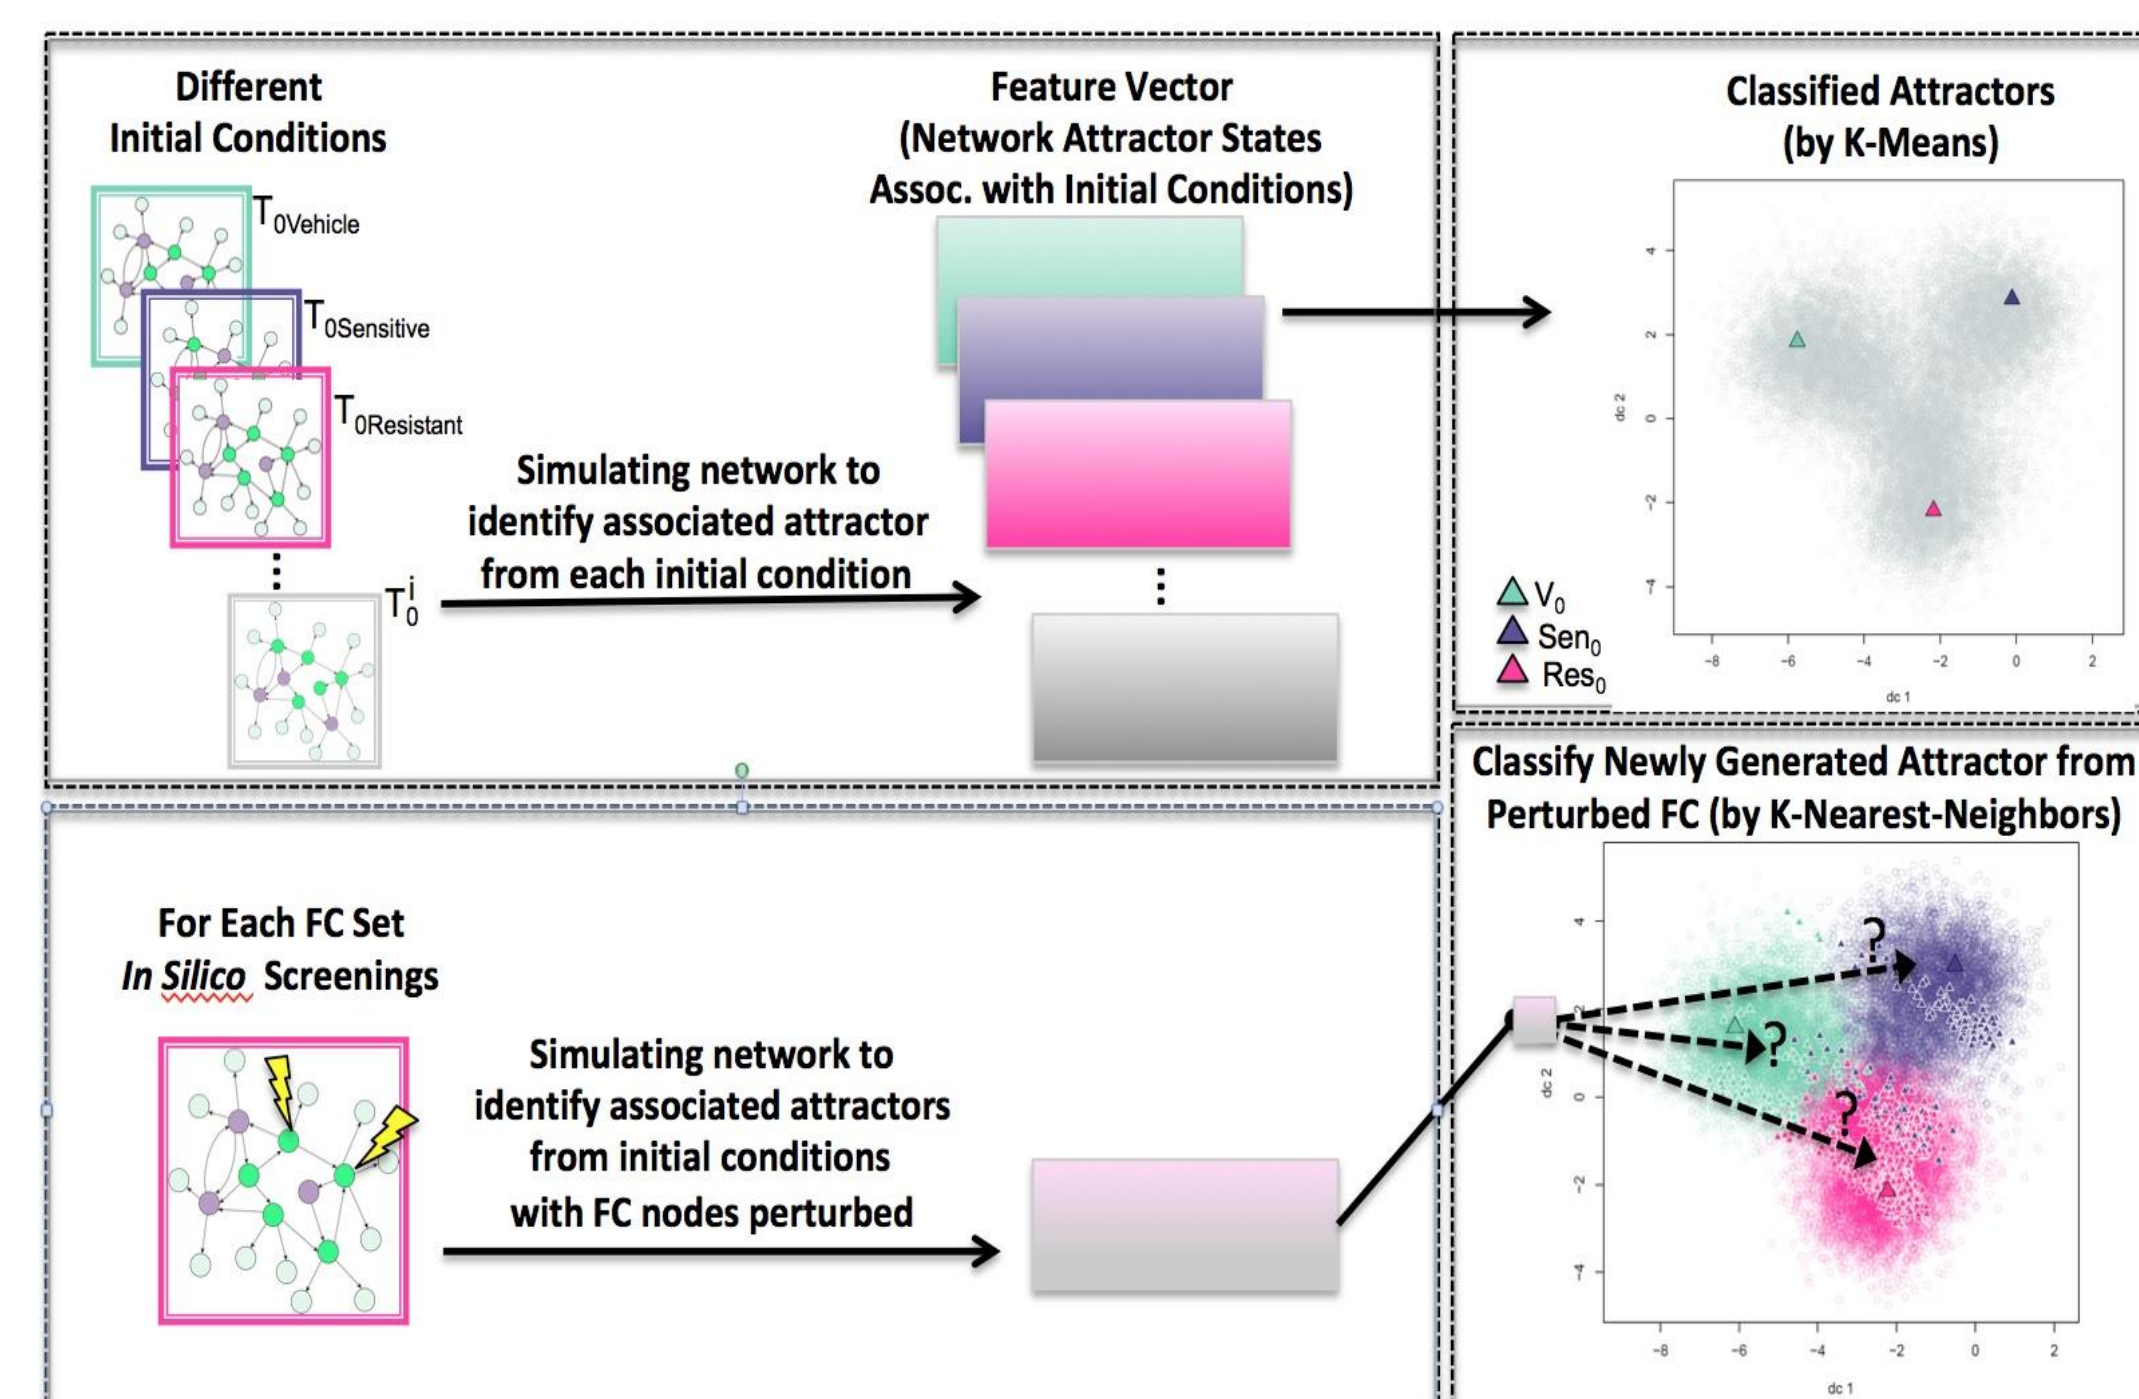 Different
Initial Conditions
T0Vehicle
T0Sensitive
T0Resistant
T0i
Simulating network to
identify associated attractor
from each initial condition
Feature Vector
(Network Attractor States
Assoc. with Initial Conditions)
Classified Attractors
(by K-Means)
4
2
0
-2
-4
dc 2
-8 -6 -4 -2 0 2
dc 1
V0
Sen0
Res0
For Each FC Set
In Silico Screenings
Simulating network to
identify associated attractors
from initial conditions
with FC nodes perturbed
Classify Newly Generated Attractor from
Perturbed FC (by K-Nearest-Neighbors)
?
?
?
4
2
0
-2
-4
dc 2
-8 -6 -4 -2 0 2
dc 1